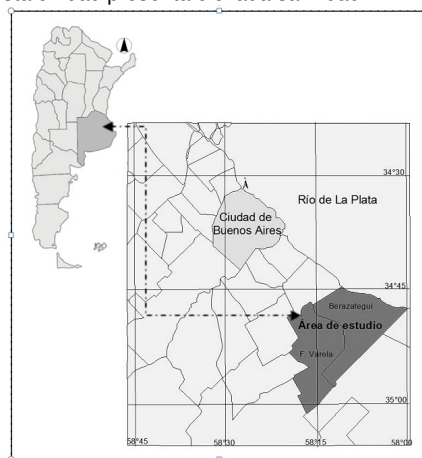 34°30
Río de La Plata
Ciudad de
Buenos Aires
34°45
Berazategui
Área de estudio
F. Varela
35°00
58°45
58°30
58°15
58°00